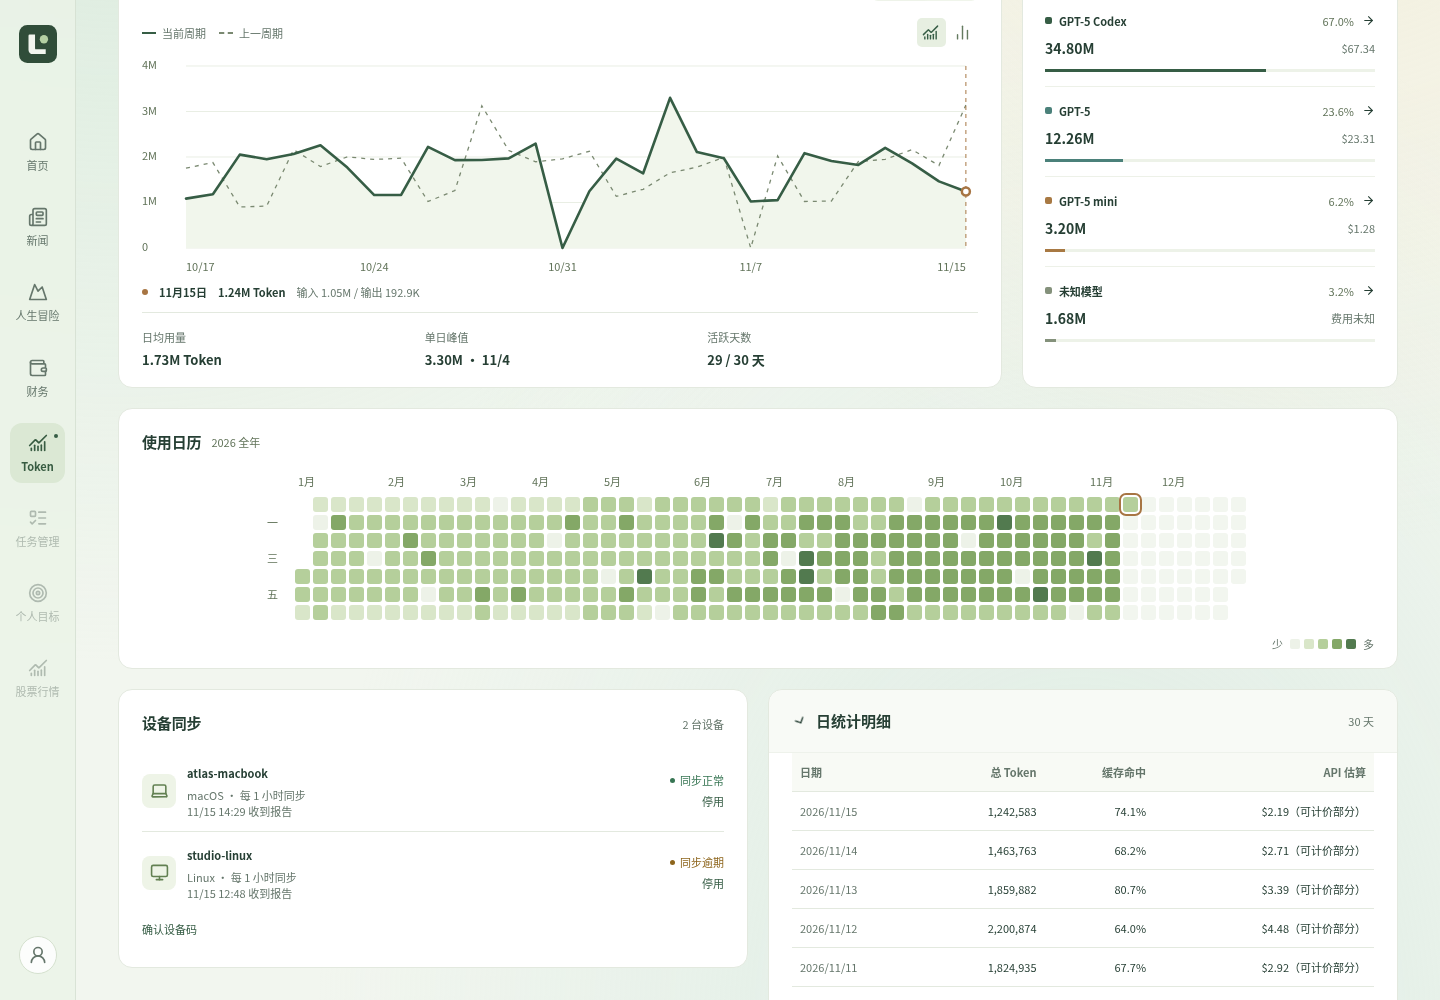 首页
新闻
人生冒险
财务
Token
任务管理
个人目标
股票行情
当前周期
上一周期
4M
3M
2M
1M
0
10/17
10/24
10/31
11/7
11/15
11月15日 1.24M Token 输入 1.05M / 输出 192.9K
日均用量
1.73M Token
单日峰值
3.30M · 11/4
活跃天数
29 / 30 天
GPT-5 Codex 67.0%
34.80M $67.34
GPT-5 23.6%
12.26M $23.31
GPT-5 mini 6.2%
3.20M $1.28
未知模型 3.2%
1.68M 费用未知
使用日历 2026 全年
1月 2月 3月 4月 5月 6月 7月 8月 9月 10月 11月 12月
一
三
五
少 多
设备同步 2 台设备
atlas-macbook
macOS · 每 1 小时同步
11/15 14:29 收到报告
同步正常
停用
studio-linux
Linux · 每 1 小时同步
11/15 12:48 收到报告
同步逾期
停用
确认设备码
日统计明细 30 天
日期 总 Token 缓存命中 API 估算
2026/11/15 1,242,583 74.1% $2.19（可计价部分）
2026/11/14 1,463,763 68.2% $2.71（可计价部分）
2026/11/13 1,859,882 80.7% $3.39（可计价部分）
2026/11/12 2,200,874 64.0% $4.48（可计价部分）
2026/11/11 1,824,935 67.7% $2.92（可计价部分）